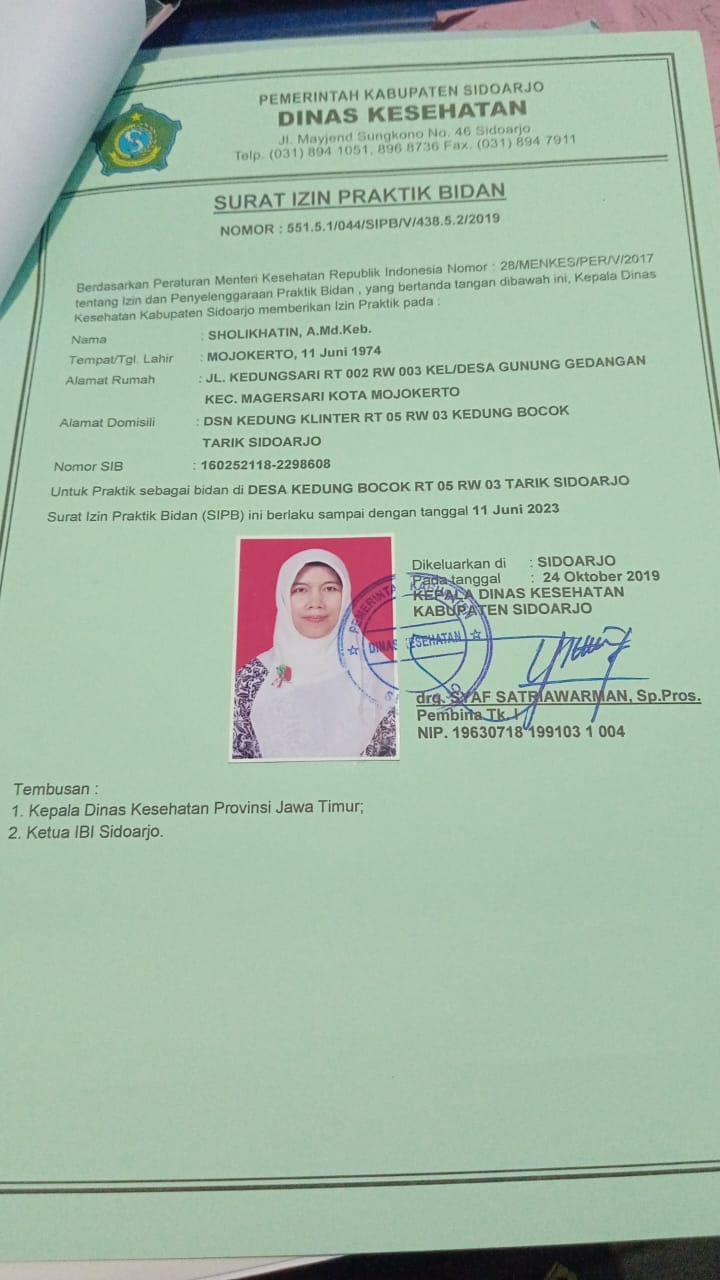 PEMERINTAH KABUPATEN SIDOARJO
DINAS KESEHATAN
Jl. Mayjend Sungkono No. 46 Sidoarjo
Telp. (031) 894 1051, 896 8736 Fax. (031) 894 7911
SURAT IZIN PRAKTIK BIDAN
NOMOR : 551.5.1/044/SIPB/V/438.5.2/2019
Berdasarkan Peraturan Menteri Kesehatan Republik Indonesia Nomor : 28/MENKES/PER/V/2017
tentang Izin dan Penyelenggaraan Praktik Bidan , yang bertanda tangan dibawah ini, Kepala Dinas
Kesehatan Kabupaten Sidoarjo memberikan Izin Praktik pada :
Nama : SHOLIKHATIN, A.Md.Keb.
Tempat/Tgl. Lahir : MOJOKERTO, 11 Juni 1974
Alamat Rumah : JL. KEDUNGSARI RT 002 RW 003 KEL/DESA GUNUNG GEDANGAN
KEC. MAGERSARI KOTA MOJOKERTO
Alamat Domisili : DSN KEDUNG KLINTER RT 05 RW 03 KEDUNG BOCOK
TARIK SIDOARJO
Nomor SIB : 160252118-2298608
Untuk Praktik sebagai bidan di DESA KEDUNG BOCOK RT 05 RW 03 TARIK SIDOARJO
Surat Izin Praktik Bidan (SIPB) ini berlaku sampai dengan tanggal 11 Juni 2023
Dikeluarkan di : SIDOARJO
Pada tanggal : 24 Oktober 2019
KEPALA DINAS KESEHATAN
KABUPATEN SIDOARJO
DINAS KESEHATAN
drg. SYAF SATRIAWARMAN, Sp.Pros.
Pembina Tk. I
NIP. 19630718 199103 1 004
Tembusan :
1. Kepala Dinas Kesehatan Provinsi Jawa Timur;
2. Ketua IBI Sidoarjo.